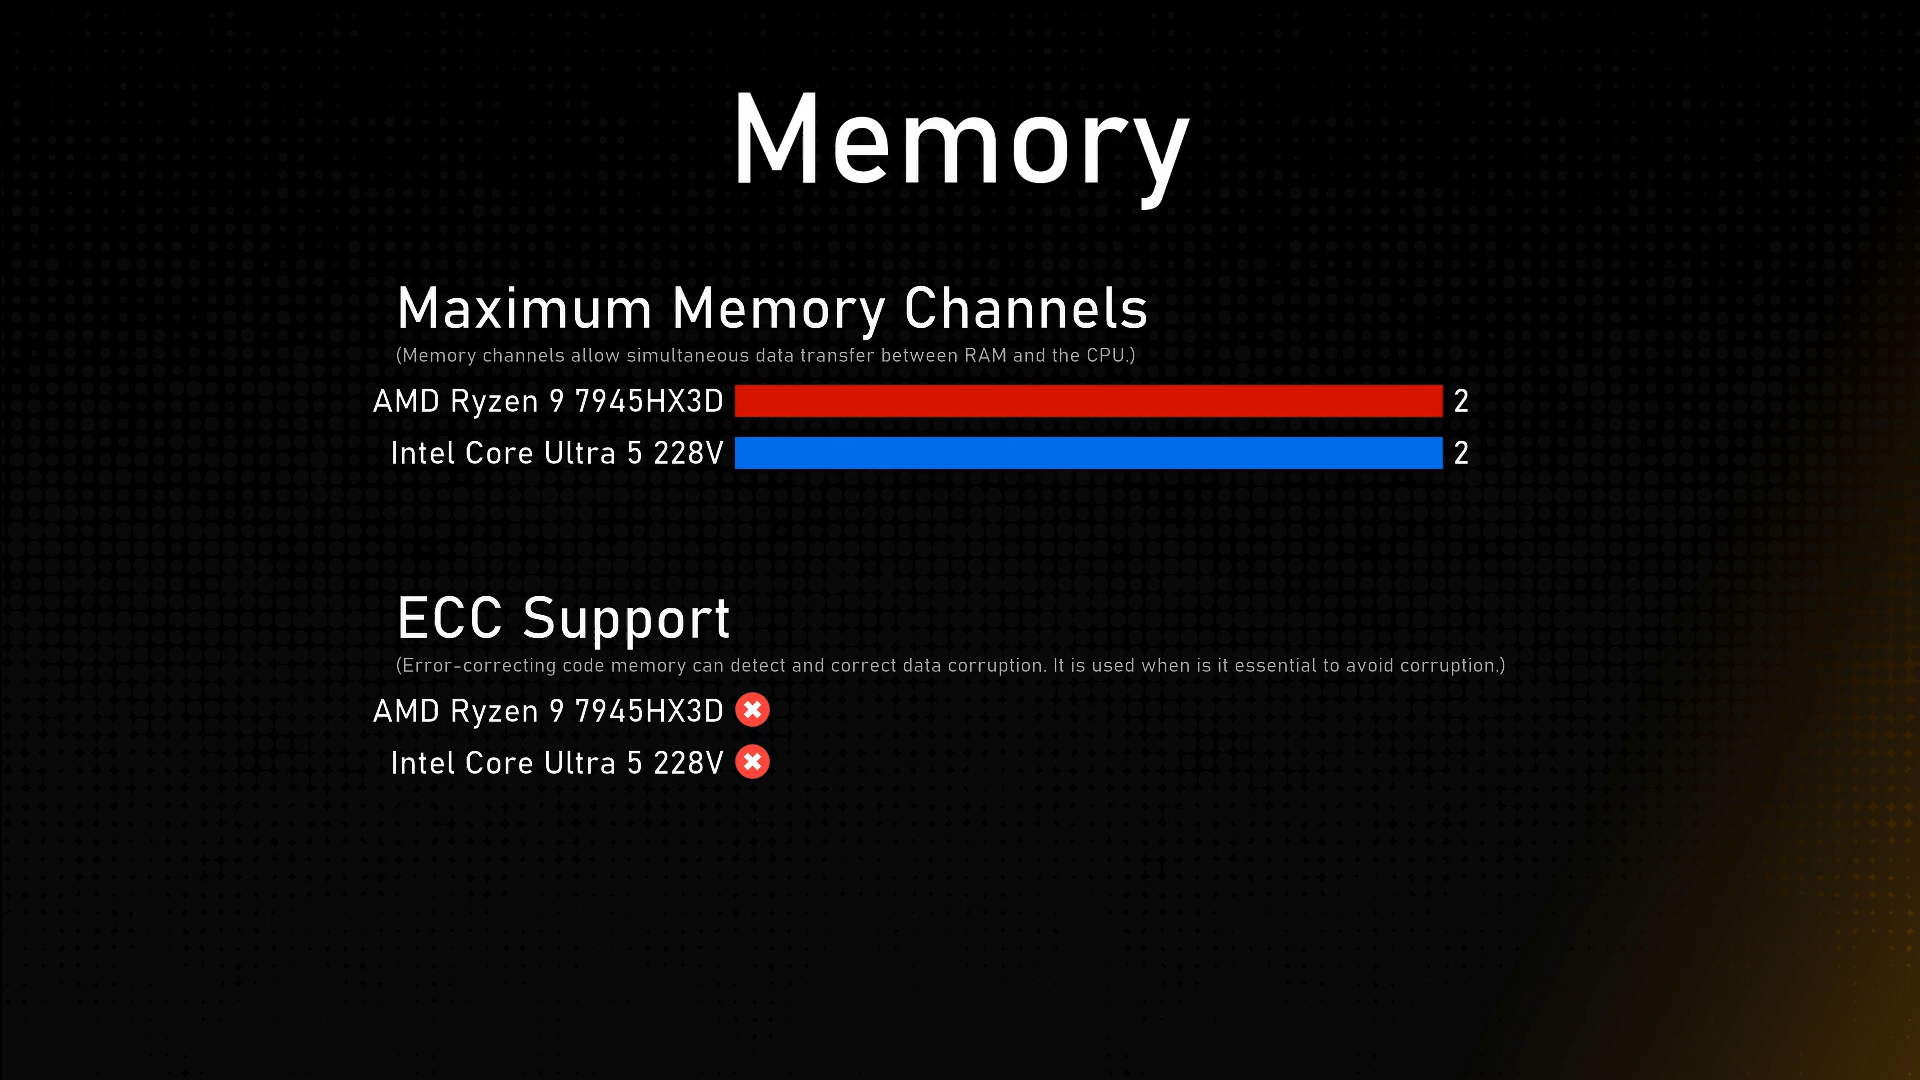 Memory
Maximum Memory Channels
(Memory channels allow simultaneous data transfer between RAM and the CPU.)
AMD Ryzen 9 7945HX3D 2
Intel Core Ultra 5 228V 2
ECC Support
(Error-correcting code memory can detect and correct data corruption. It is used when is it essential to avoid corruption.)
AMD Ryzen 9 7945HX3D
Intel Core Ultra 5 228V